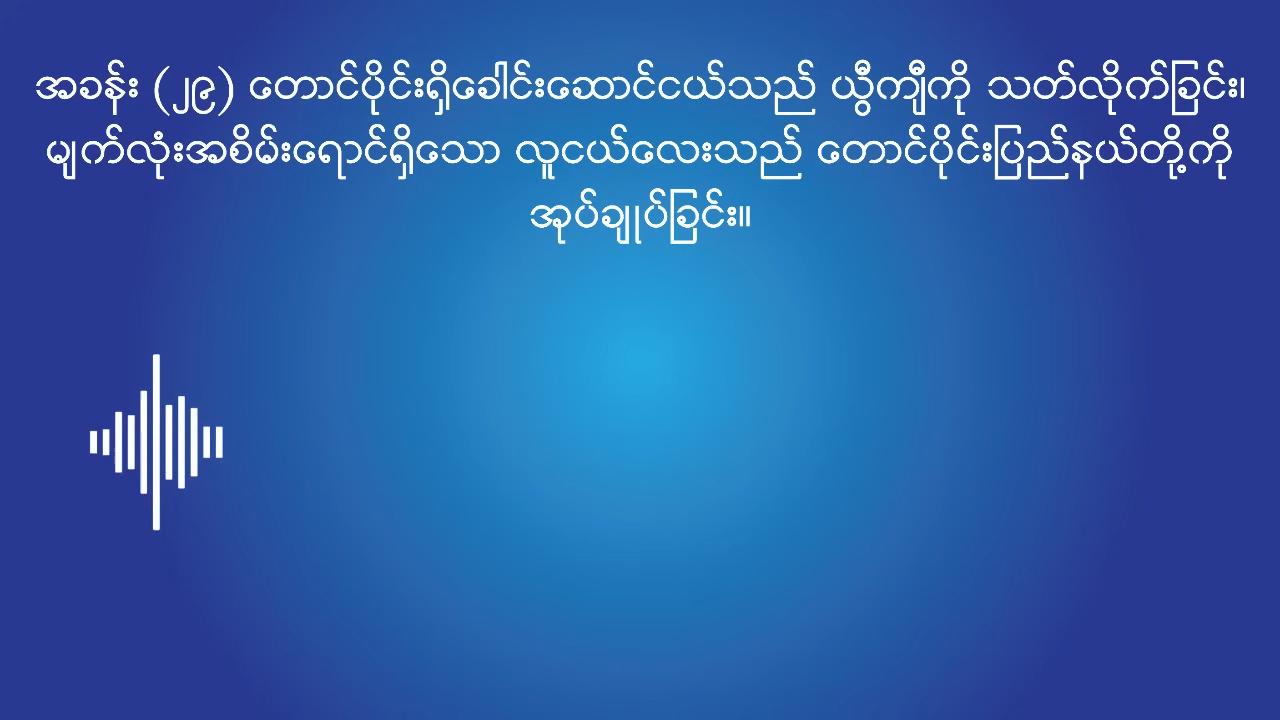 အခန်း (၂၉) တောင်ပိုင်းရှိခေါင်းဆောင်ငယ်သည် ယွီကျီကို သတ်လိုက်ခြင်း၊
မျက်လုံးအစိမ်းရောင်ရှိသော လူငယ်လေးသည် တောင်ပိုင်းပြည်နယ်တို့ကို
အုပ်ချုပ်ခြင်း။